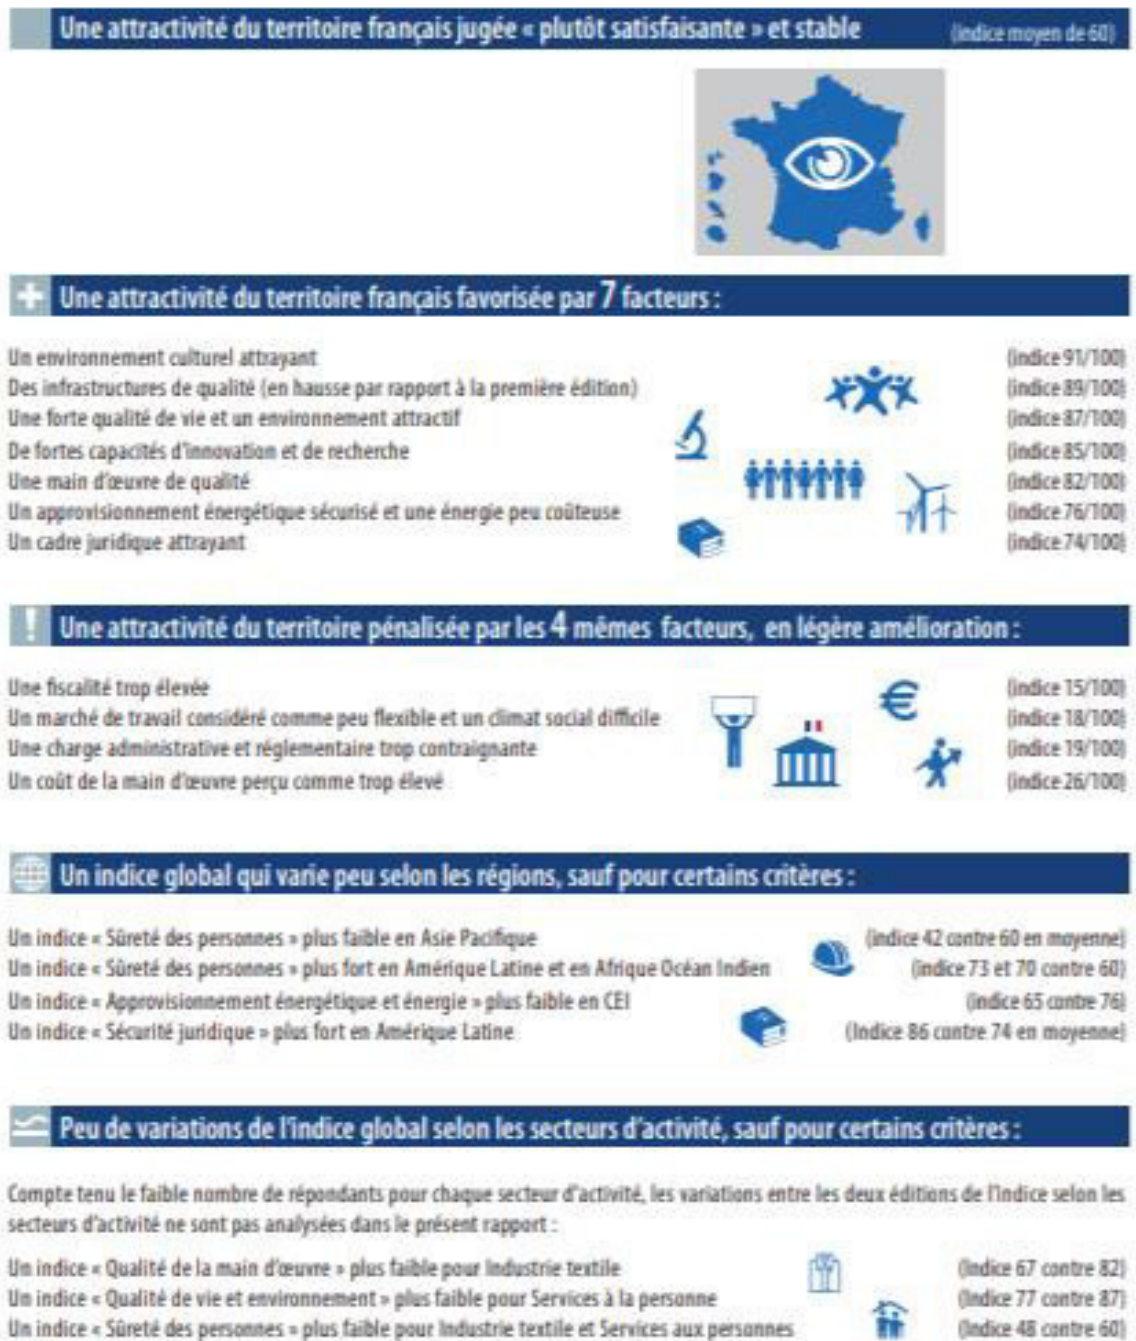 Une attractivité du territoire français jugée « plutôt satisfaisante » et stable (indice moyen de 60)
Une attractivité du territoire français favorisée par 7 facteurs :
Un environnement culturel attrayant (indice 91/100)
Des infrastructures de qualité (en hausse par rapport à la première édition) (indice 89/100)
Une forte qualité de vie et un environnement attractif (indice 87/100)
De fortes capacités d'innovation et de recherche (indice 85/100)
Une main d'œuvre de qualité (indice 82/100)
Un approvisionnement énergétique sécurisé et une énergie peu coûteuse (indice 76/100)
Un cadre juridique attrayant (indice 74/100)
! Une attractivité du territoire pénalisée par les 4 mêmes facteurs, en légère amélioration :
Une fiscalité trop élevée (indice 15/100)
Un marché de travail considéré comme peu flexible et un climat social difficile (indice 18/100)
Une charge administrative et réglementaire trop contraignante (indice 19/100)
Un coût de la main d'œuvre perçu comme trop élevé (indice 26/100)
Un indice global qui varie peu selon les régions, sauf pour certains critères :
Un indice « Sûreté des personnes » plus faible en Asie Pacifique (indice 42 contre 60 en moyenne)
Un indice « Sûreté des personnes » plus fort en Amérique Latine et en Afrique Océan Indien (indice 73 et 70 contre 60)
Un indice « Approvisionnement énergétique et énergie » plus faible en CEI (indice 65 contre 76)
Un indice « Sécurité juridique » plus fort en Amérique Latine (Indice 86 contre 74 en moyenne)
Peu de variations de l'indice global selon les secteurs d'activité, sauf pour certains critères :
Compte tenu le faible nombre de répondants pour chaque secteur d'activité, les variations entre les deux éditions de l'Indice selon les
secteurs d'activité ne sont pas analysées dans le présent rapport :
Un indice « Qualité de la main d'œuvre » plus faible pour Industrie textile (Indice 67 contre 82)
Un indice « Qualité de vie et environnement » plus faible pour Services à la personne (Indice 77 contre 87)
Un indice « Sûreté des personnes » plus faible pour Industrie textile et Services aux personnes (Indice 48 contre 60)